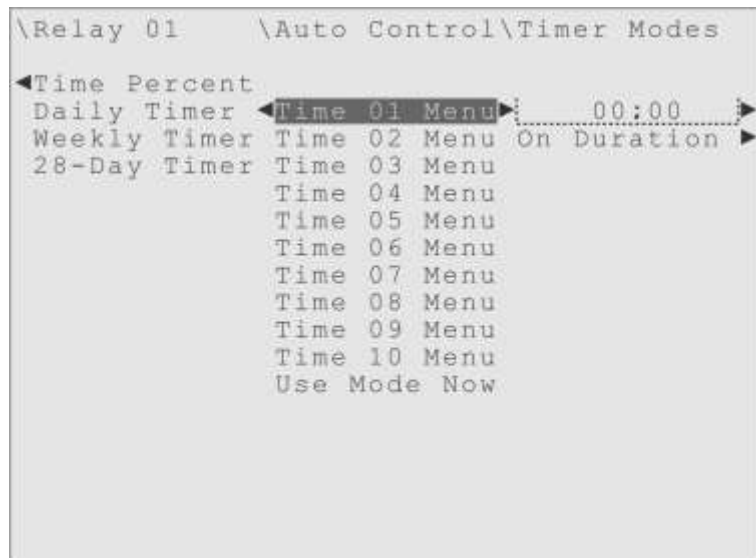 \Relay 01 \Auto Control\Timer Modes
◀Time Percent
Daily Timer ◀Time 01 Menu▶ 00:00 ▶
Weekly Timer Time 02 Menu On Duration ▶
28-Day Timer Time 03 Menu
Time 04 Menu
Time 05 Menu
Time 06 Menu
Time 07 Menu
Time 08 Menu
Time 09 Menu
Time 10 Menu
Use Mode Now